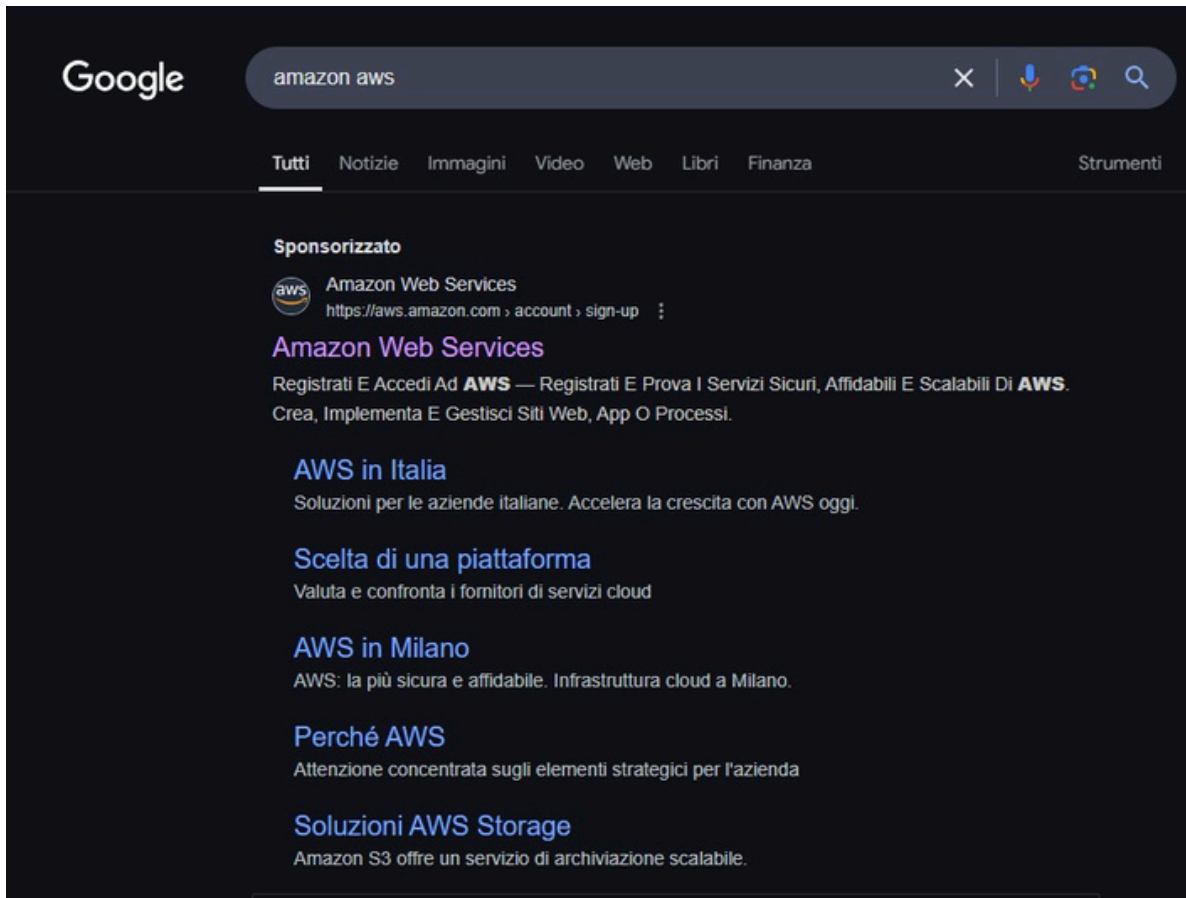 Google
amazon aws
Tutti Notizie Immagini Video Web Libri Finanza Strumenti
Sponsorizzato
aws
Amazon Web Services
https://aws.amazon.com › account › sign-up
Amazon Web Services
Registrati E Accedi Ad AWS — Registrati E Prova I Servizi Sicuri, Affidabili E Scalabili Di AWS.
Crea, Implementa E Gestisci Siti Web, App O Processi.
AWS in Italia
Soluzioni per le aziende italiane. Accelera la crescita con AWS oggi.
Scelta di una piattaforma
Valuta e confronta i fornitori di servizi cloud
AWS in Milano
AWS: la più sicura e affidabile. Infrastruttura cloud a Milano.
Perché AWS
Attenzione concentrata sugli elementi strategici per l'azienda
Soluzioni AWS Storage
Amazon S3 offre un servizio di archiviazione scalabile.